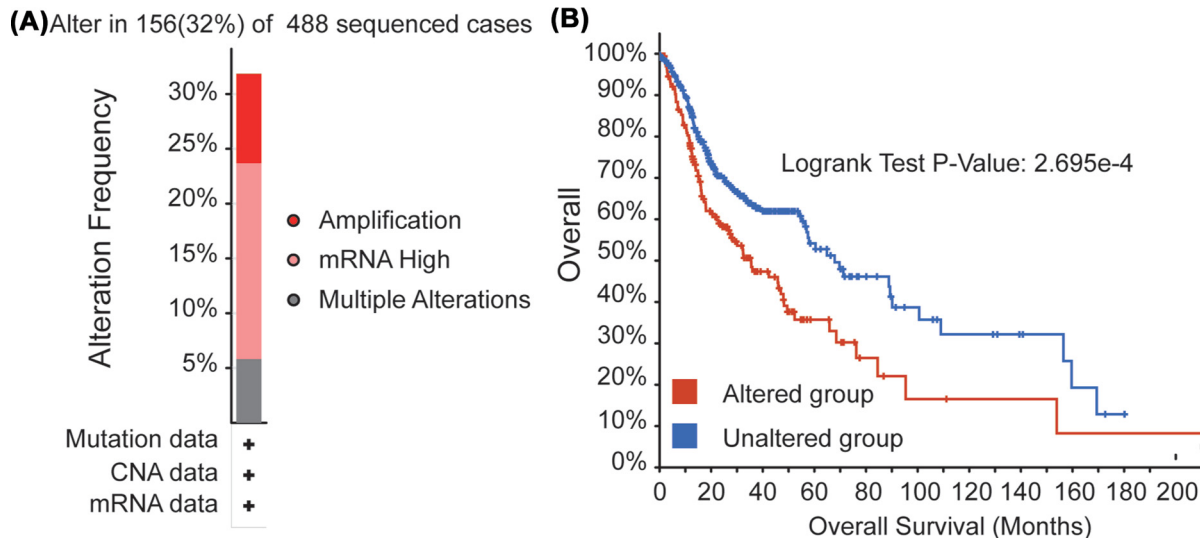 (A) Alter in 156(32%) of 488 sequenced cases
Alteration Frequency
30%
25%
20%
15%
10%
5%
Amplification
mRNA High
Multiple Alterations
Mutation data +
CNA data +
mRNA data +
(B)
Overall
100%
90%
80%
70%
60%
50%
40%
30%
20%
10%
0%
Logrank Test P-Value: 2.695e-4
Altered group
Unaltered group
0 20 40 60 80 100 120 140 160 180 200
Overall Survival (Months)